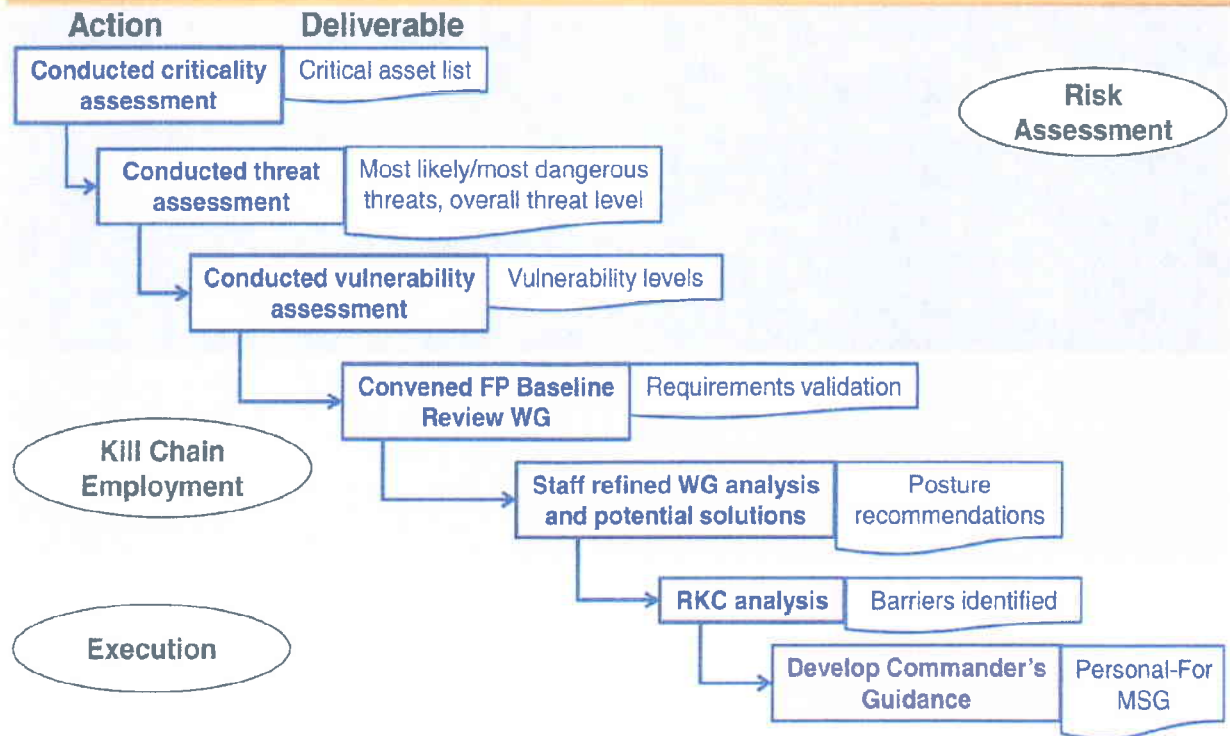 Action
Deliverable
Conducted criticality
assessment
Critical asset list
Risk
Assessment
Conducted threat
assessment
Most likely/most dangerous
threats, overall threat level
Conducted vulnerability
assessment
Vulnerability levels
Convened FP Baseline
Review WG
Requirements validation
Kill Chain
Employment
Staff refined WG analysis
and potential solutions
Posture
recommendations
RKC analysis
Barriers identified
Execution
Develop Commander's
Guidance
Personal-For
MSG